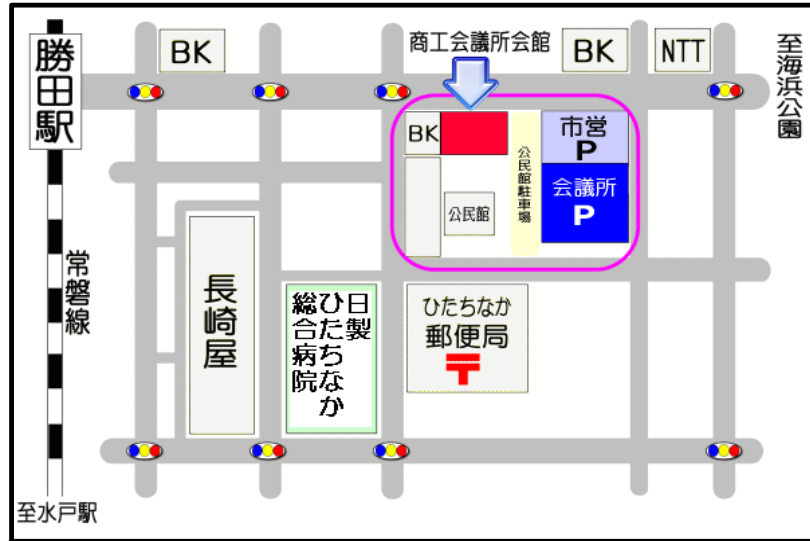 勝田駅
BK
商工会議所会館
BK
NTT
至海浜公園
BK
市営
P
公民館駐車場
会議所
P
公民館
常磐線
長崎屋
日製
ひたちなか
総合病院
ひたちなか
郵便局
〒
至水戸駅